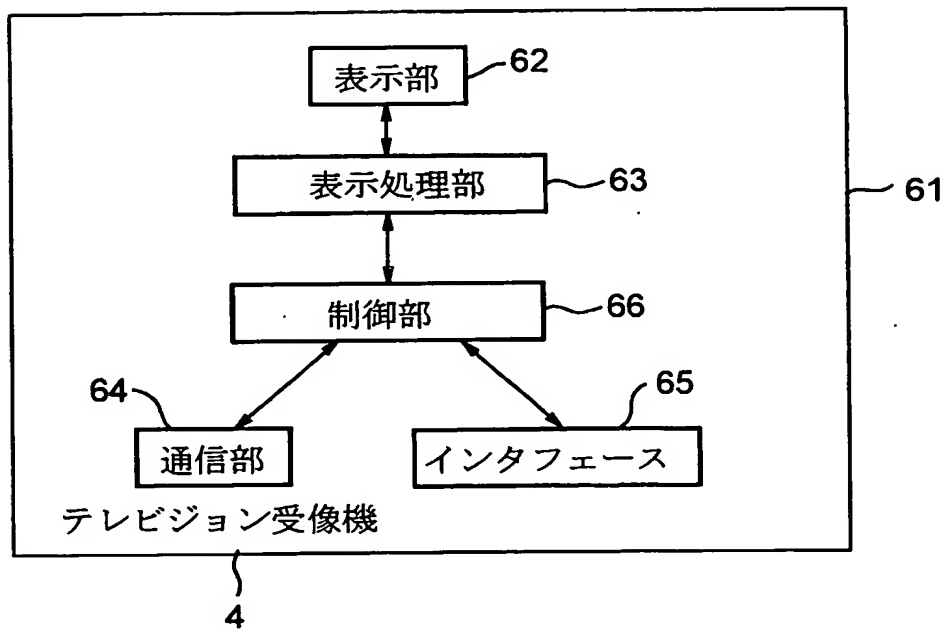 表示部
62
表示処理部
63
61
制御部
66
64
65
通信部
インタフェース
テレビジョン受像機
4